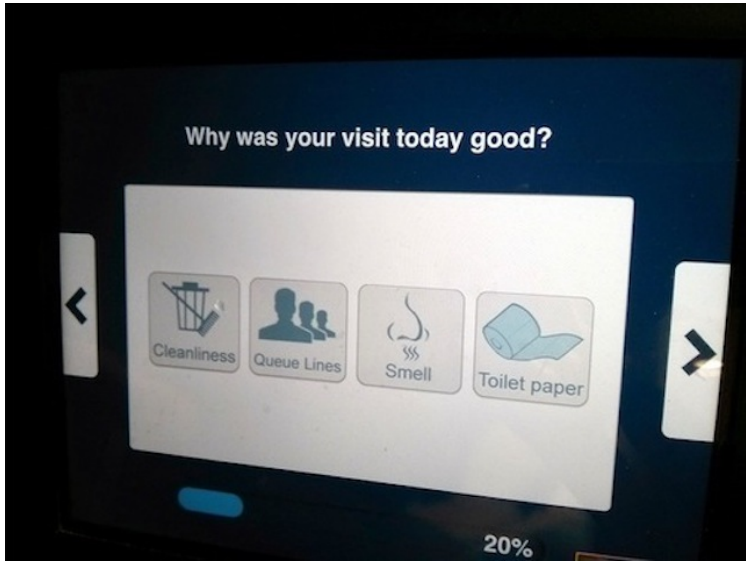 Why was your visit today good?
Cleanliness
Queue Lines
Smell
Toilet paper
20%